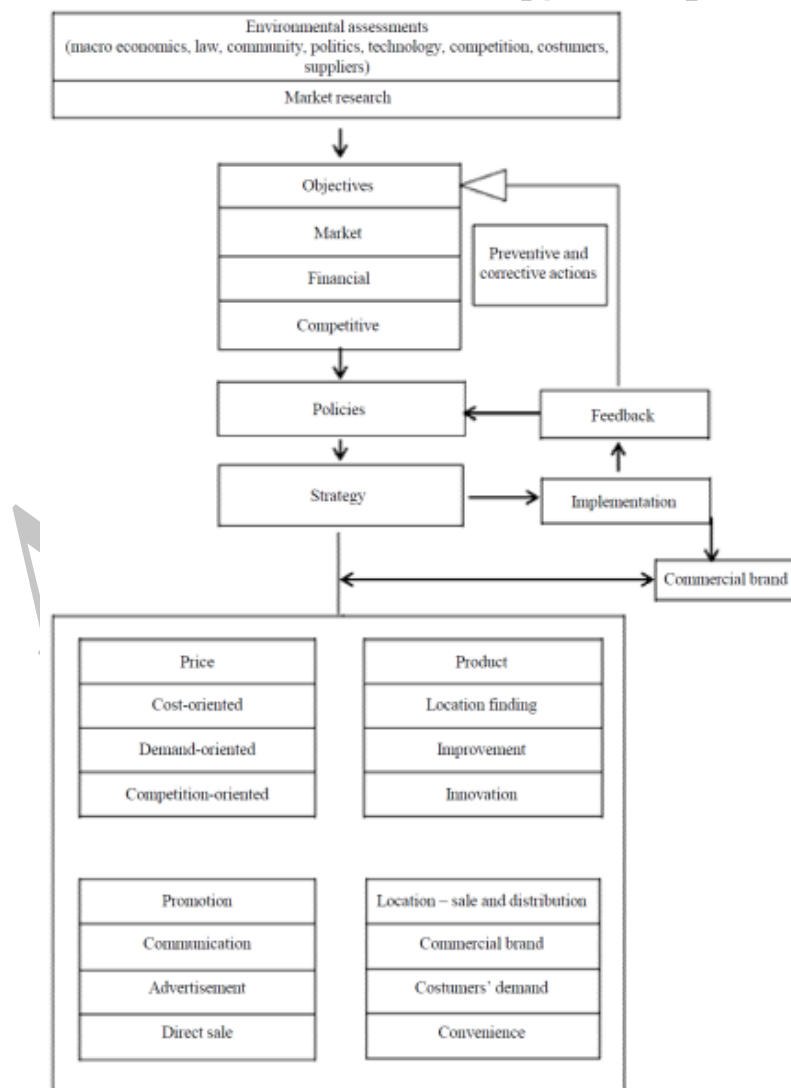 Environmental assessments
(macro economics, law, community, politics, technology, competition, costumers,
suppliers)
Market research
Objectives
Market
Financial
Competitive
Preventive and
corrective actions
Policies
Feedback
Strategy
Implementation
Commercial brand
Price
Cost-oriented
Demand-oriented
Competition-oriented
Product
Location finding
Improvement
Innovation
Promotion
Communication
Advertisement
Direct sale
Location – sale and distribution
Commercial brand
Costumers' demand
Convenience